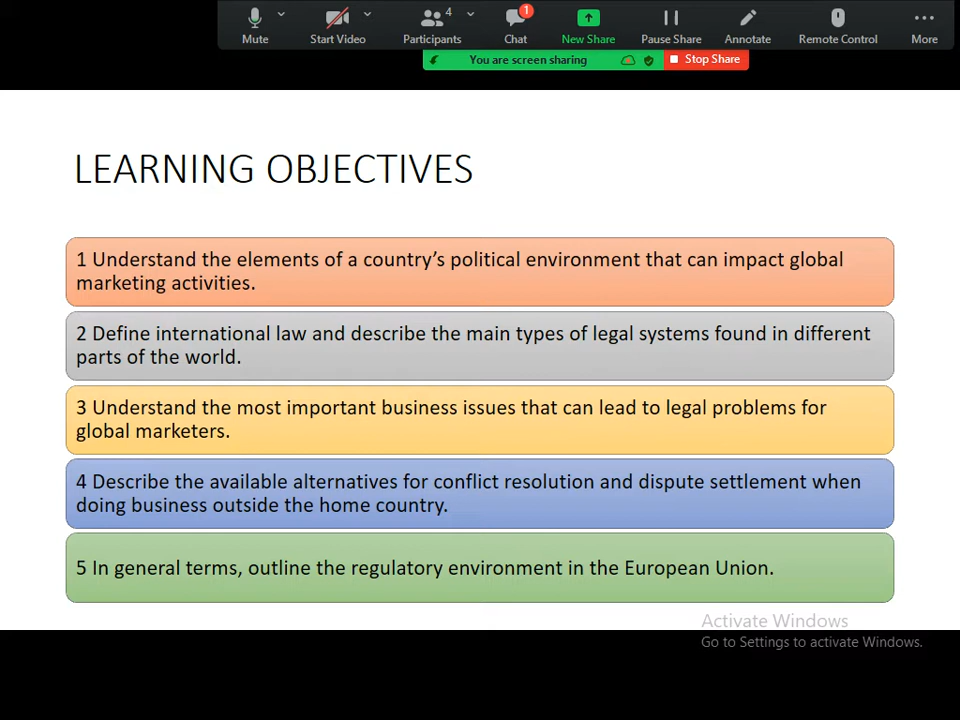 Mute
Start Video
4
Participants
1
Chat
New Share
Pause Share
Annotate
Remote Control
More
You are screen sharing
Stop Share
LEARNING OBJECTIVES
1 Understand the elements of a country’s political environment that can impact global
marketing activities.
2 Define international law and describe the main types of legal systems found in different
parts of the world.
3 Understand the most important business issues that can lead to legal problems for
global marketers.
4 Describe the available alternatives for conflict resolution and dispute settlement when
doing business outside the home country.
5 In general terms, outline the regulatory environment in the European Union.
Activate Windows
Go to Settings to activate Windows.